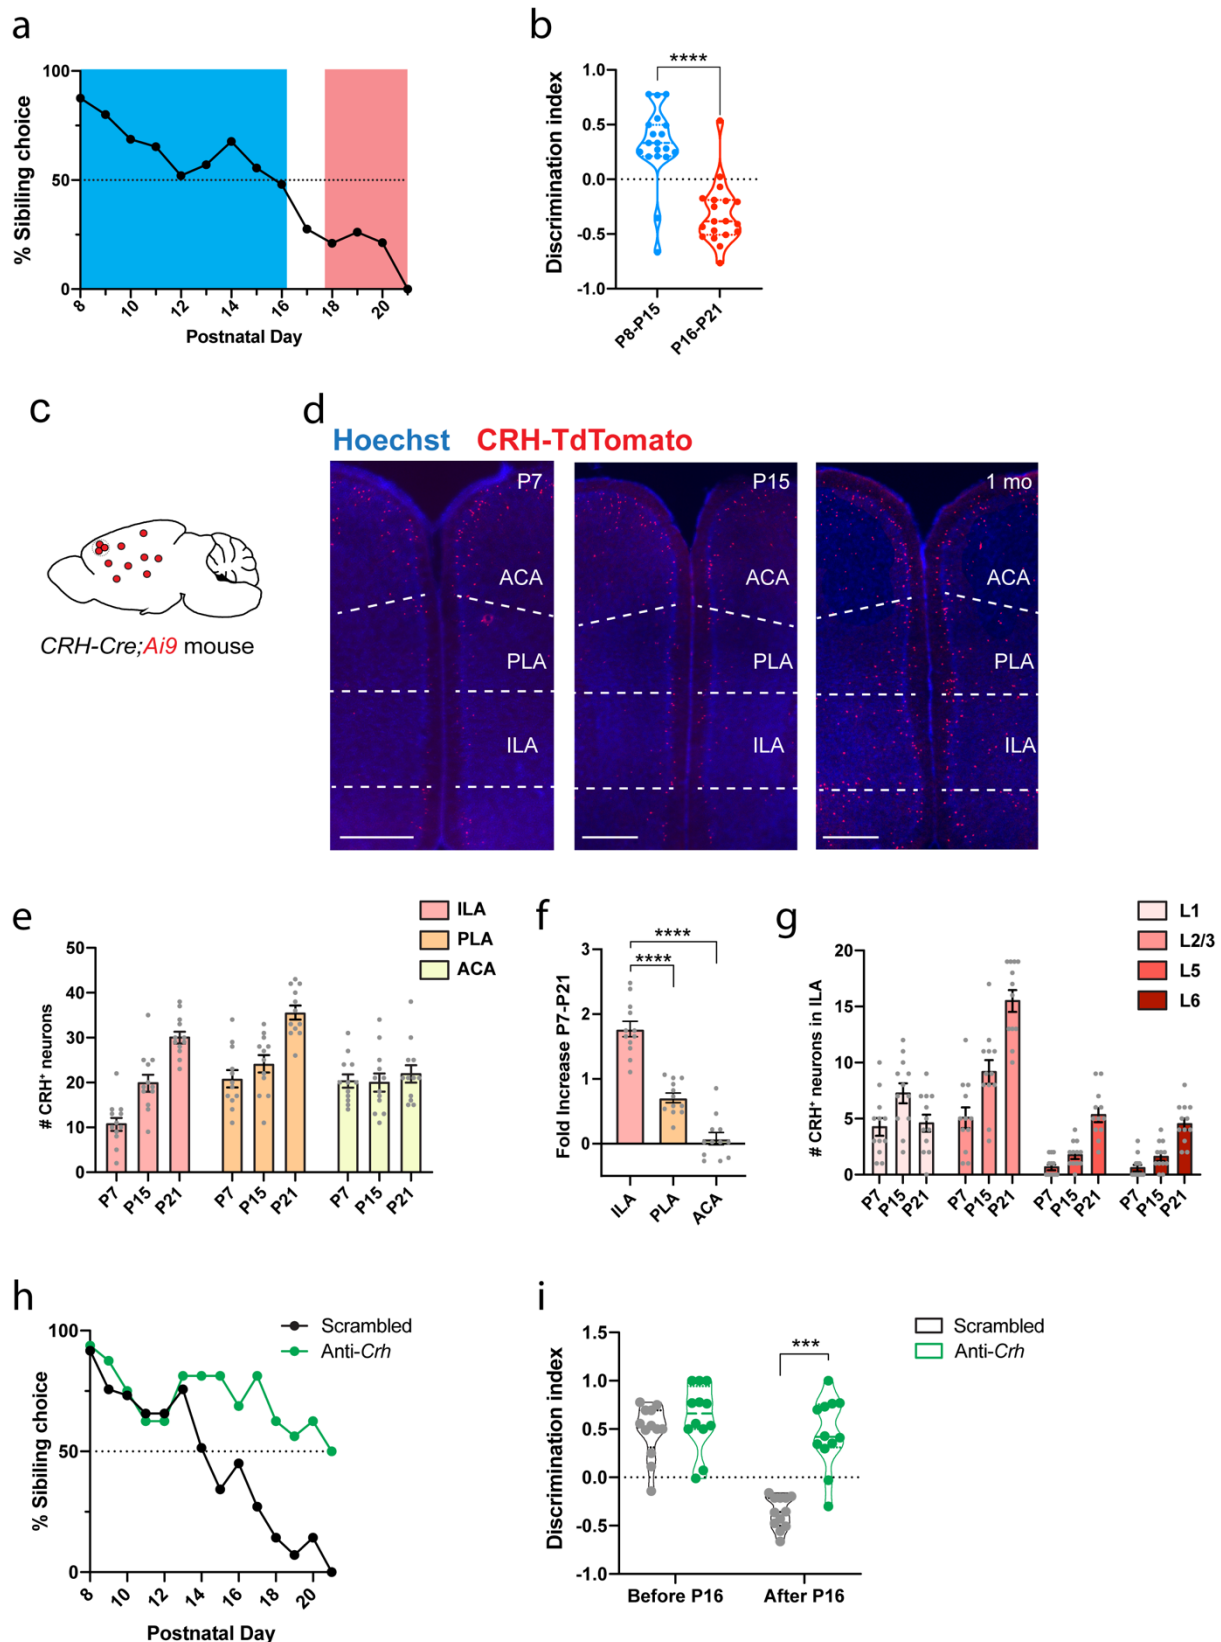 a
% Sibiling choice
100
50
0
8
10
12
14
16
18
20
Postnatal Day
b
Discrimination index
****
1.0
0.5
0.0
-0.5
-1.0
P8-P15
P16-P21
c
CRH-Cre;Ai9 mouse
d
Hoechst CRH-TdTomato
P7
ACA
PLA
ILA
P15
ACA
PLA
ILA
1 mo
ACA
PLA
ILA
e
# CRH+ neurons
50
40
30
20
10
0
P7
P15
P21
P7
P15
P21
P7
P15
P21
ILA
PLA
ACA
f
Fold Increase P7-P21
****
****
3
2
1
0
ILA
PLA
ACA
g
# CRH+ neurons in ILA
20
15
10
5
0
P7
P15
P21
P7
P15
P21
P7
P15
P21
P7
P15
P21
L1
L2/3
L5
L6
h
% Sibiling choice
100
50
0
8
10
12
14
16
18
20
Postnatal Day
Scrambled
Anti-Crh
i
Discrimination index
1.5
1.0
0.5
0.0
-0.5
-1.0
***
Before P16
After P16
Scrambled
Anti-Crh